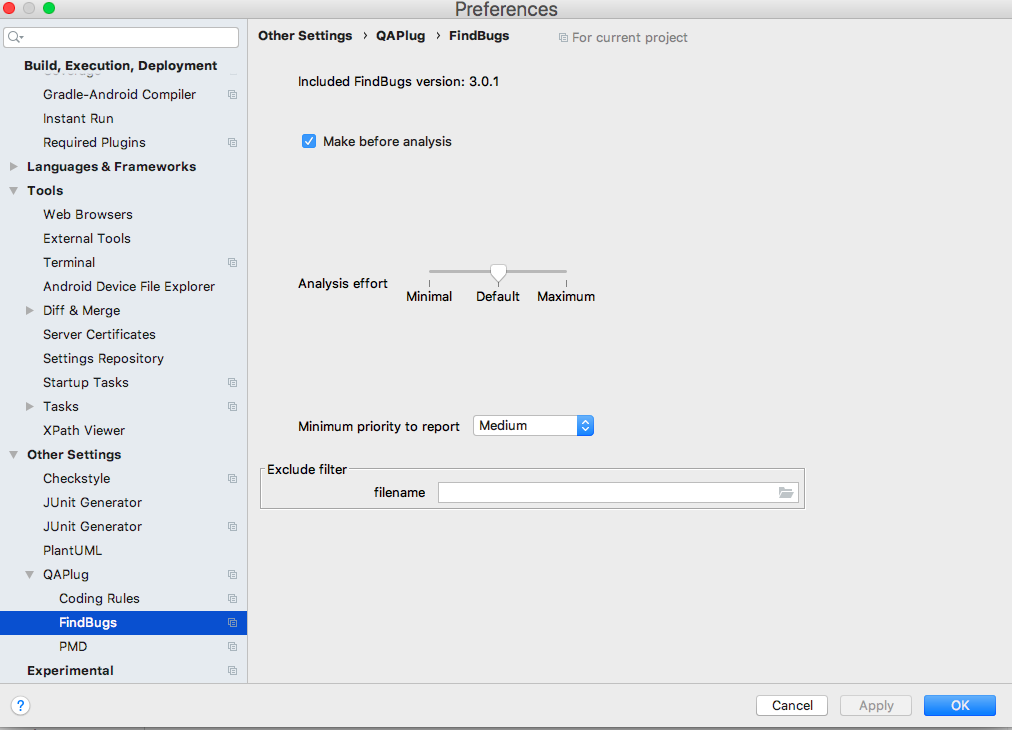 Preferences
Build, Execution, Deployment
Gradle-Android Compiler
Instant Run
Required Plugins
Languages & Frameworks
Tools
Web Browsers
External Tools
Terminal
Android Device File Explorer
Diff & Merge
Server Certificates
Settings Repository
Startup Tasks
Tasks
XPath Viewer
Other Settings
Checkstyle
JUnit Generator
JUnit Generator
PlantUML
QAPlug
Coding Rules
FindBugs
PMD
Experimental
Other Settings › QAPlug › FindBugs
For current project
Included FindBugs version: 3.0.1
Make before analysis
Analysis effort
Minimal Default Maximum
Minimum priority to report Medium
Exclude filter
filename
?
Cancel Apply OK